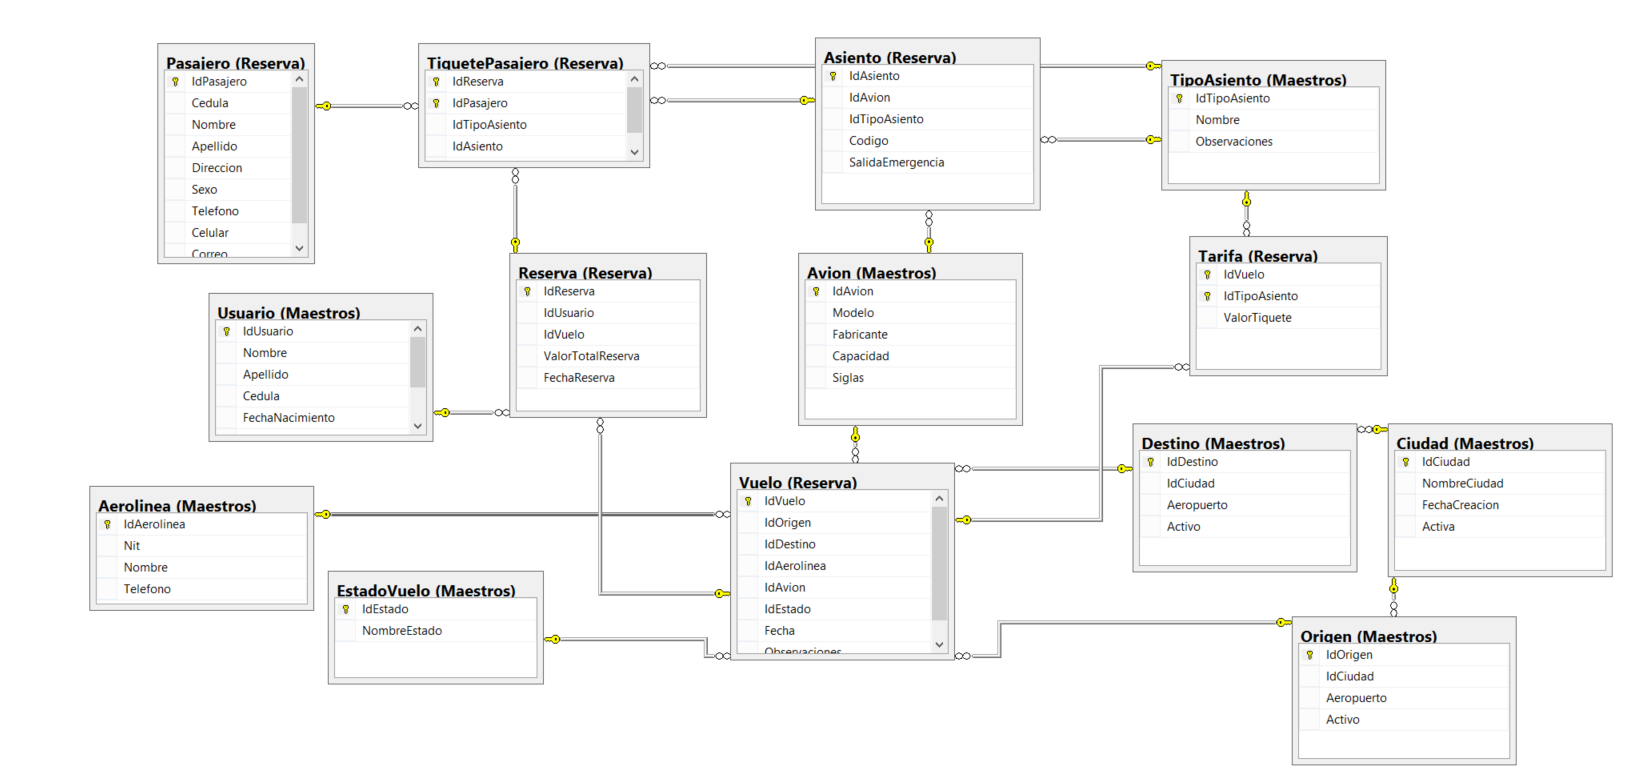 Pasajero (Reserva)
IdPasajero
Cedula
Nombre
Apellido
Direccion
Sexo
Telefono
Celular
Correo
TiquetePasajero (Reserva)
IdReserva
IdPasajero
IdTipoAsiento
IdAsiento
Asiento (Reserva)
IdAsiento
IdAvion
IdTipoAsiento
Codigo
SalidaEmergencia
TipoAsiento (Maestros)
IdTipoAsiento
Nombre
Observaciones
Usuario (Maestros)
IdUsuario
Nombre
Apellido
Cedula
FechaNacimiento
Reserva (Reserva)
IdReserva
IdUsuario
IdVuelo
ValorTotalReserva
FechaReserva
Avion (Maestros)
IdAvion
Modelo
Fabricante
Capacidad
Siglas
Tarifa (Reserva)
IdVuelo
IdTipoAsiento
ValorTiquete
Aerolinea (Maestros)
IdAerolinea
Nit
Nombre
Telefono
EstadoVuelo (Maestros)
IdEstado
NombreEstado
Vuelo (Reserva)
IdVuelo
IdOrigen
IdDestino
IdAerolinea
IdAvion
IdEstado
Fecha
Observaciones
Destino (Maestros)
IdDestino
IdCiudad
Aeropuerto
Activo
Ciudad (Maestros)
IdCiudad
NombreCiudad
FechaCreacion
Activa
Origen (Maestros)
IdOrigen
IdCiudad
Aeropuerto
Activo